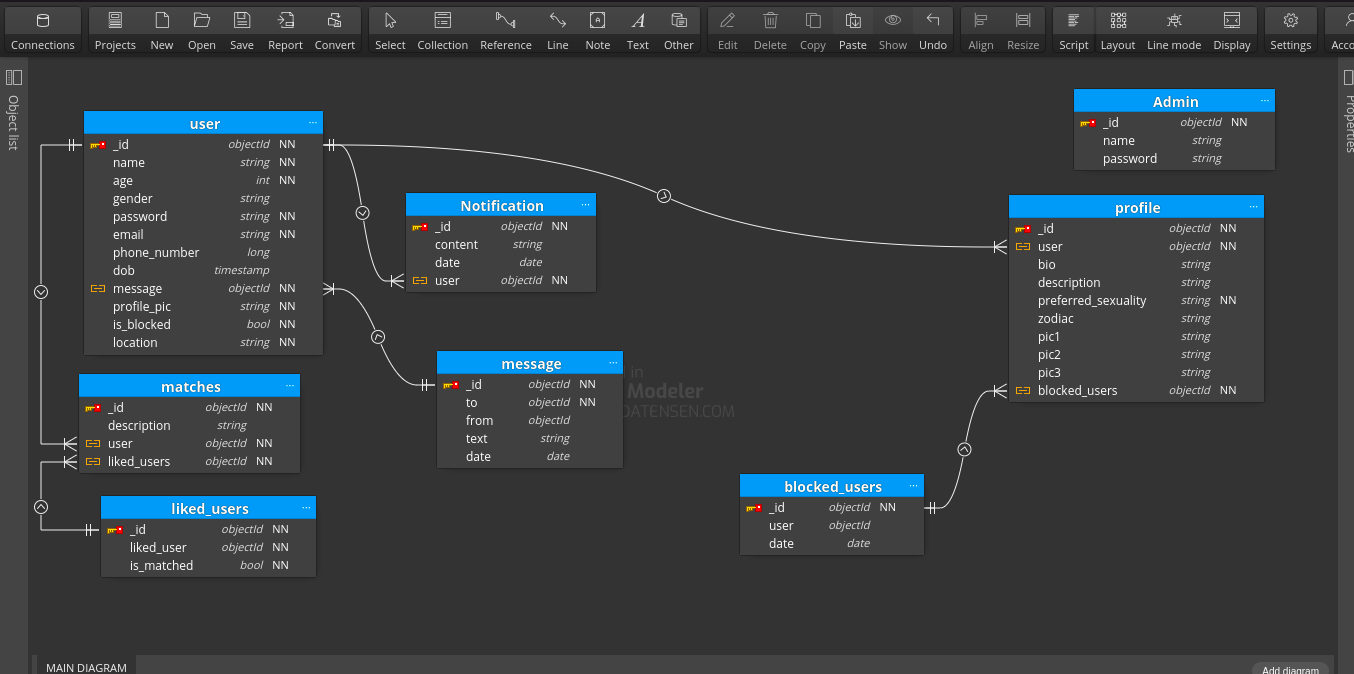 Connections Projects New Open Save Report Convert Select Collection Reference Line Note Text Other Edit Delete Copy Paste Show Undo Align Resize Script Layout Line mode Display Settings
Object list
Properties
user ...
_id objectId NN
name string NN
age int NN
gender string
password string NN
email string NN
phone_number long
dob timestamp
message objectId NN
profile_pic string NN
is_blocked bool NN
location string NN
Notification ...
_id objectId NN
content string
date date
user objectId NN
Admin ...
_id objectId NN
name string
password string
profile ...
_id objectId NN
user objectId NN
bio string
description string
preferred_sexuality string NN
zodiac string
pic1 string
pic2 string
pic3 string
blocked_users objectId NN
message ...
_id objectId NN
to objectId NN
from objectId
text string
date date
in
Modeler
DATENSEN.COM
matches ...
_id objectId NN
description string
user objectId NN
liked_users objectId NN
liked_users ...
_id objectId NN
liked_user objectId NN
is_matched bool NN
blocked_users ...
_id objectId NN
user objectId
date date
MAIN DIAGRAM
Add diagram